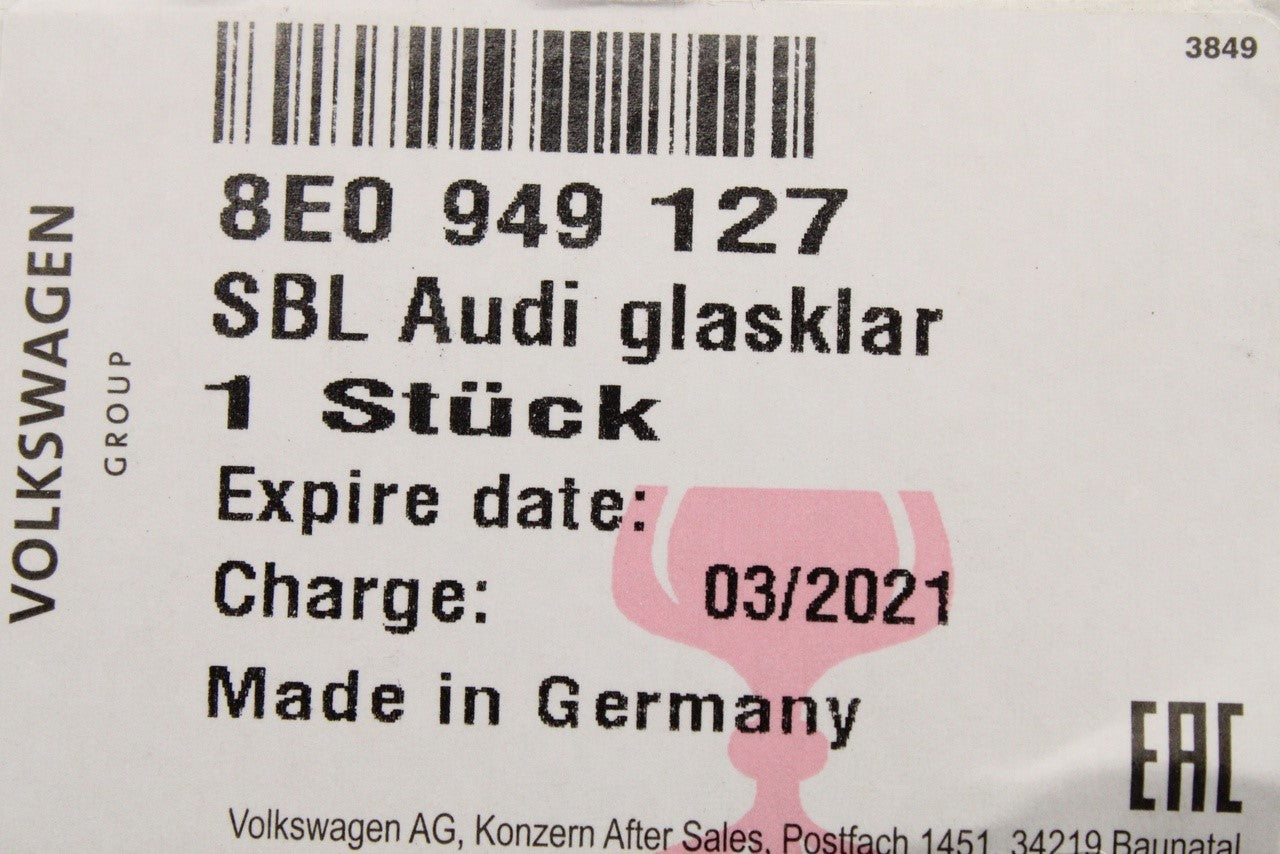 3849
8E0 949 127
SBL Audi glasklar
1 Stück
Expire date:
Charge: 03/2021
Made in Germany
EAC
Volkswagen AG, Konzern After Sales, Postfach 1451, 34219 Baunatal
VOLKSWAGEN
GROUP